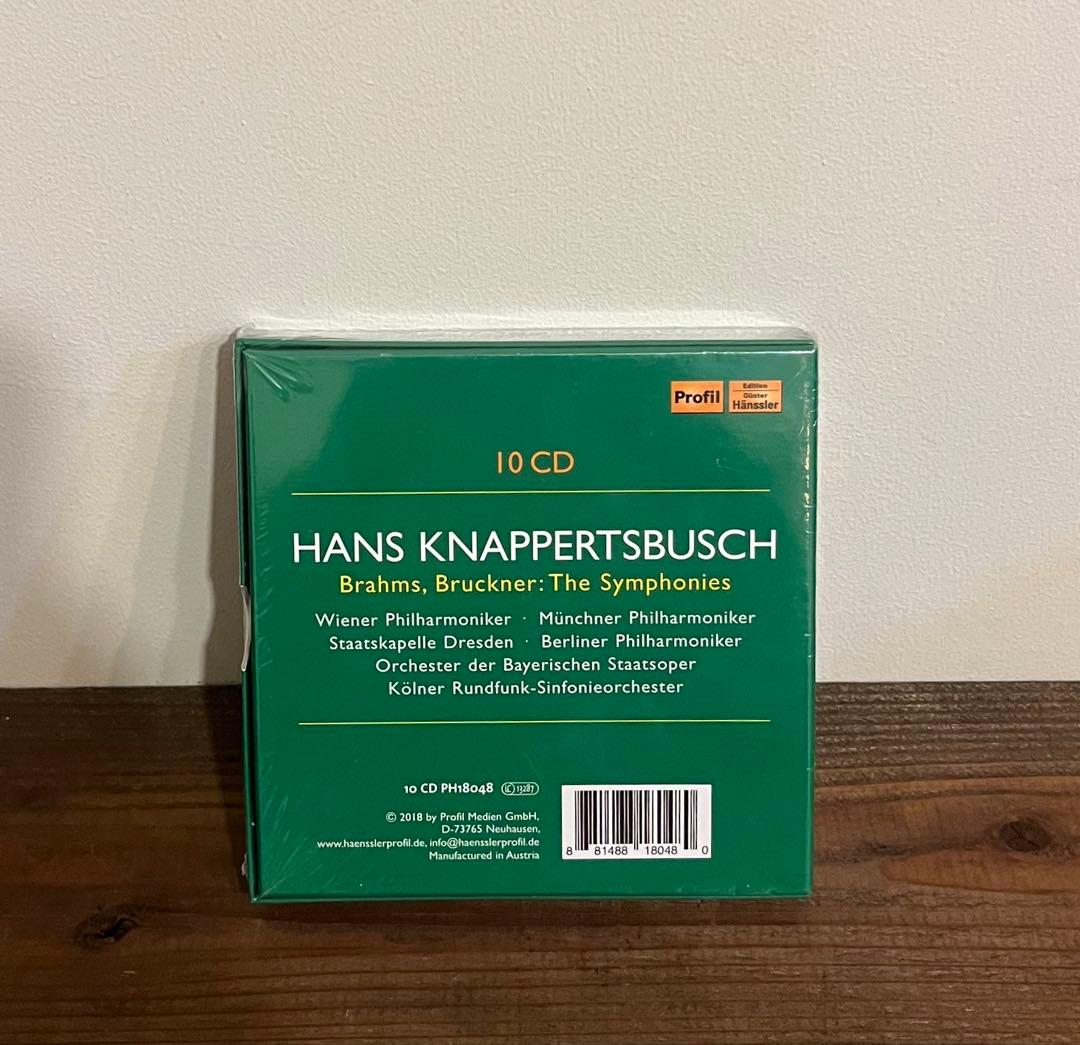 Profil
Edition
Günter
Hänssler
10 CD
HANS KNAPPERTSBUSCH
Brahms, Bruckner: The Symphonies
Wiener Philharmoniker · Münchner Philharmoniker
Staatskapelle Dresden · Berliner Philharmoniker
Orchester der Bayerischen Staatsoper
Kölner Rundfunk-Sinfonieorchester
10 CD PH18048 LC 13287
© 2018 by Profil Medien GmbH,
D-73765 Neuhausen,
www.haensslerprofil.de, info@haensslerprofil.de
Manufactured in Austria
8 81488 18048 0